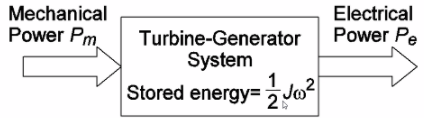 Mechanical
Power Pm
Turbine-Generator
System
Stored energy= 1/2 Jω²
Electrical
Power Pe